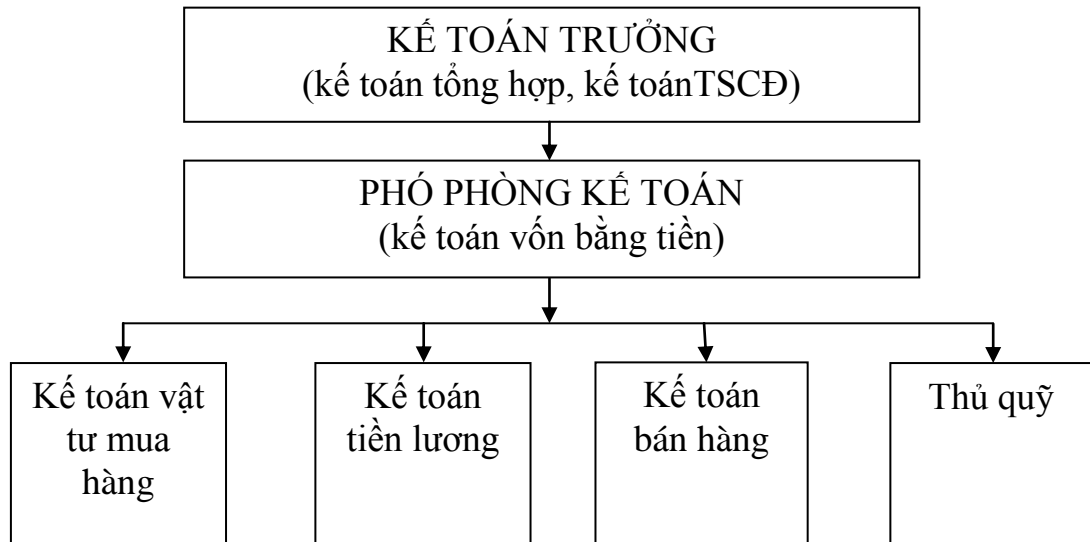 KẾ TOÁN TRƯỞNG
(kế toán tổng hợp, kế toánTSCĐ)
PHÓ PHÒNG KẾ TOÁN
(kế toán vốn bằng tiền)
Kế toán vật
tư mua
hàng
Kế toán
tiền lương
Kế toán
bán hàng
Thủ quỹ